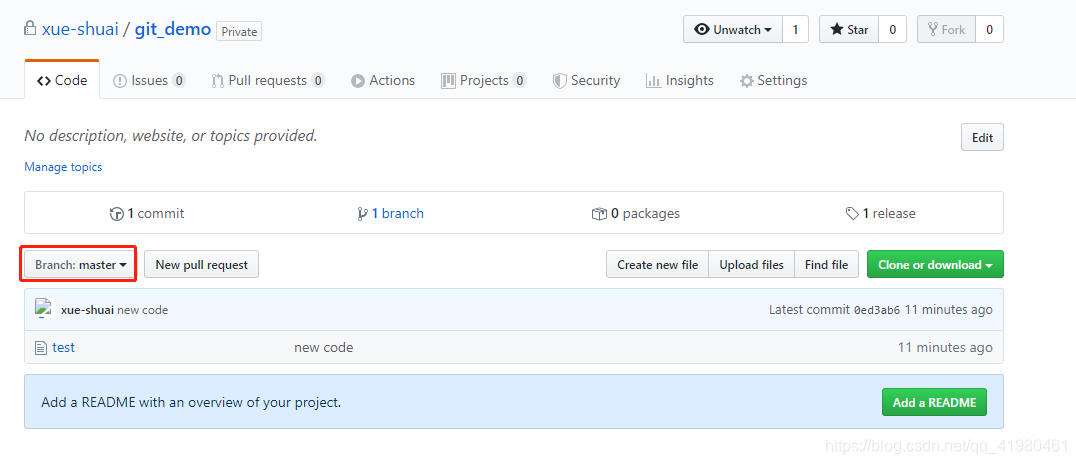 xue-shuai / git_demo Private Unwatch 1 Star 0 Fork 0
Code Issues 0 Pull requests 0 Actions Projects 0 Security Insights Settings
No description, website, or topics provided. Edit
Manage topics
1 commit 1 branch 0 packages 1 release
Branch: master New pull request Create new file Upload files Find file Clone or download
xue-shuai new code Latest commit 0ed3ab6 11 minutes ago
test new code 11 minutes ago
Add a README with an overview of your project. Add a README
https://blog.csdn.net/qq_41980461